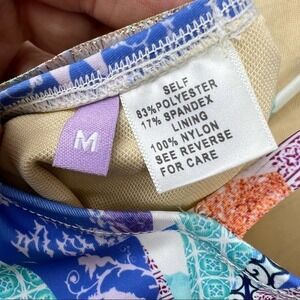 M
SELF
83%POLYESTER
17% SPANDEX
LINING
100% NYLON
SEE REVERSE
FOR CARE